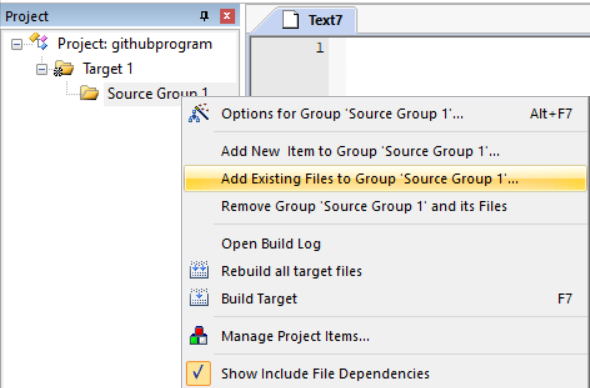 Project
Text7
Project: githubprogram
1
Target 1
Source Group 1
Options for Group 'Source Group 1'... Alt+F7
Add New Item to Group 'Source Group 1'...
Add Existing Files to Group 'Source Group 1'...
Remove Group 'Source Group 1' and its Files
Open Build Log
Rebuild all target files
Build Target F7
Manage Project Items...
Show Include File Dependencies